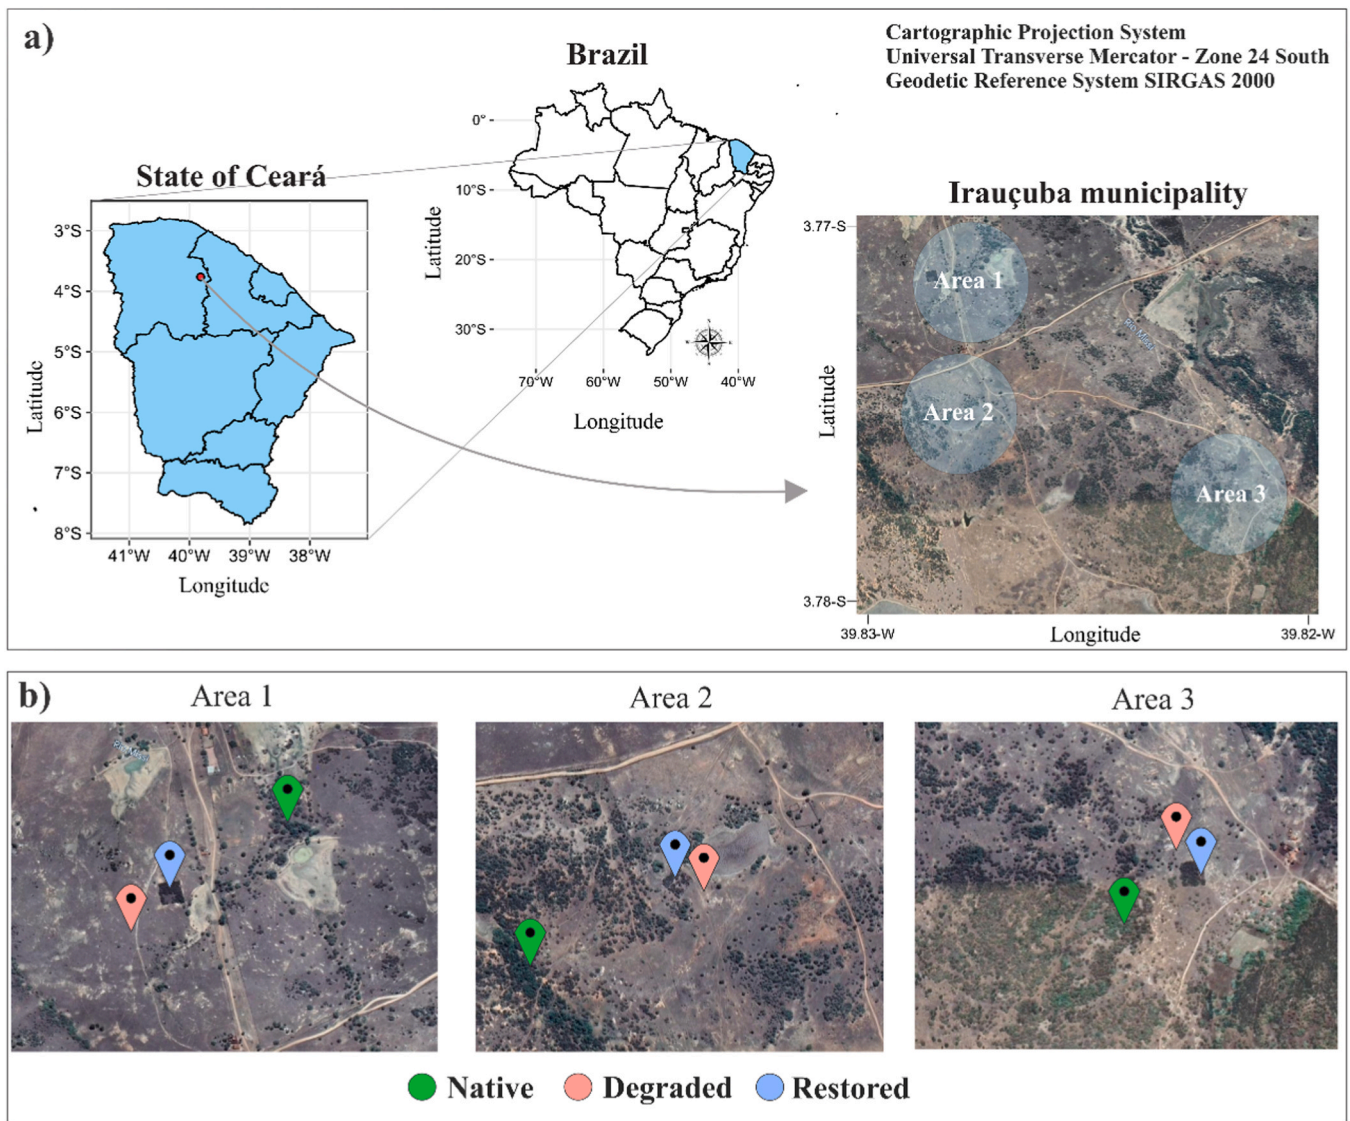 a)
Cartographic Projection System
Universal Transverse Mercator - Zone 24 South
Geodetic Reference System SIRGAS 2000
Brazil
0°
10°S
20°S
30°S
Latitude
70°W 60°W 50°W 40°W
Longitude
State of Ceará
3°S
4°S
5°S
6°S
7°S
8°S
Latitude
41°W 40°W 39°W 38°W
Longitude
Irauçuba municipality
3.77-S
3.78-S
Latitude
Area 1
Area 2
Area 3
39.83-W
Longitude
39.82-W
b)
Area 1
Area 2
Area 3
Native
Degraded
Restored